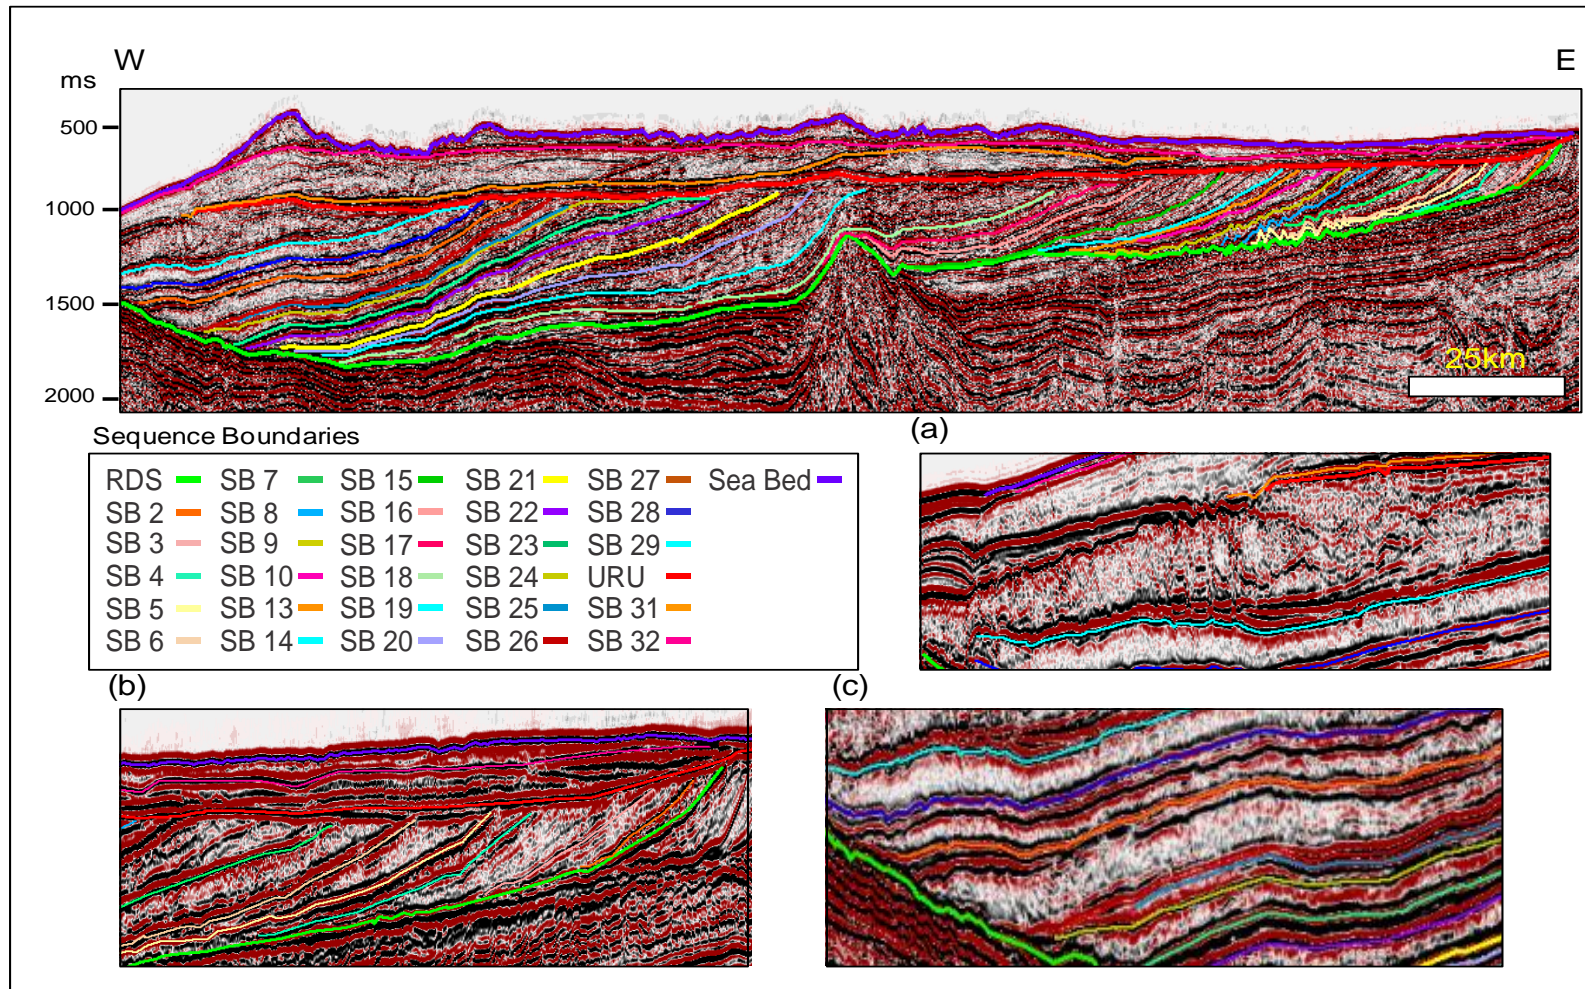 W E
ms
500
1000
1500
2000
25km
(a)
Sequence Boundaries
RDS SB 7 SB 15 SB 21 SB 27 Sea Bed
SB 2 SB 8 SB 16 SB 22 SB 28
SB 3 SB 9 SB 17 SB 23 SB 29
SB 4 SB 10 SB 18 SB 24 URU
SB 5 SB 13 SB 19 SB 25 SB 31
SB 6 SB 14 SB 20 SB 26 SB 32
(b) (c)